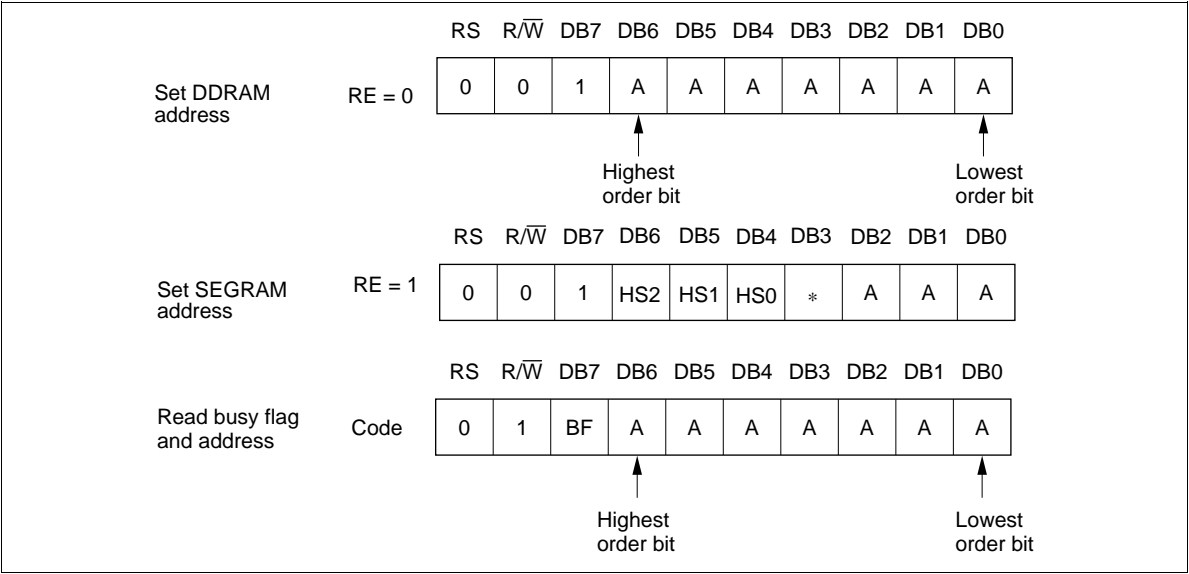 RS R/W̅ DB7 DB6 DB5 DB4 DB3 DB2 DB1 DB0
Set DDRAM address RE = 0 0 0 1 A A A A A A A
Highest order bit Lowest order bit
RS R/W̅ DB7 DB6 DB5 DB4 DB3 DB2 DB1 DB0
Set SEGRAM address RE = 1 0 0 1 HS2 HS1 HS0 * A A A
RS R/W̅ DB7 DB6 DB5 DB4 DB3 DB2 DB1 DB0
Read busy flag and address Code 0 1 BF A A A A A A A
Highest order bit Lowest order bit